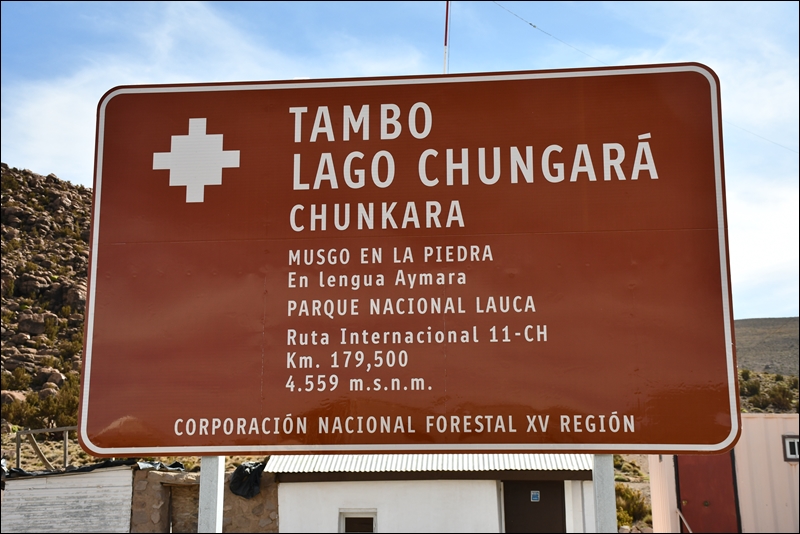 TAMBO
LAGO CHUNGARÁ
CHUNKARA
MUSGO EN LA PIEDRA
En lengua Aymara
PARQUE NACIONAL LAUCA
Ruta Internacional 11-CH
Km. 179,500
4.559 m.s.n.m.
CORPORACIÓN NACIONAL FORESTAL XV REGIÓN